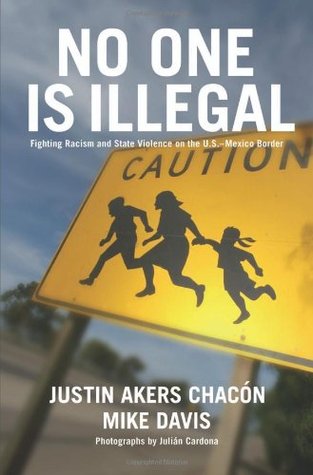 NO ONE
IS ILLEGAL
Fighting Racism and State Violence on the U.S.–Mexico Border
CAUTION
JUSTIN AKERS CHACÓN
MIKE DAVIS
Photographs by Julián Cardona